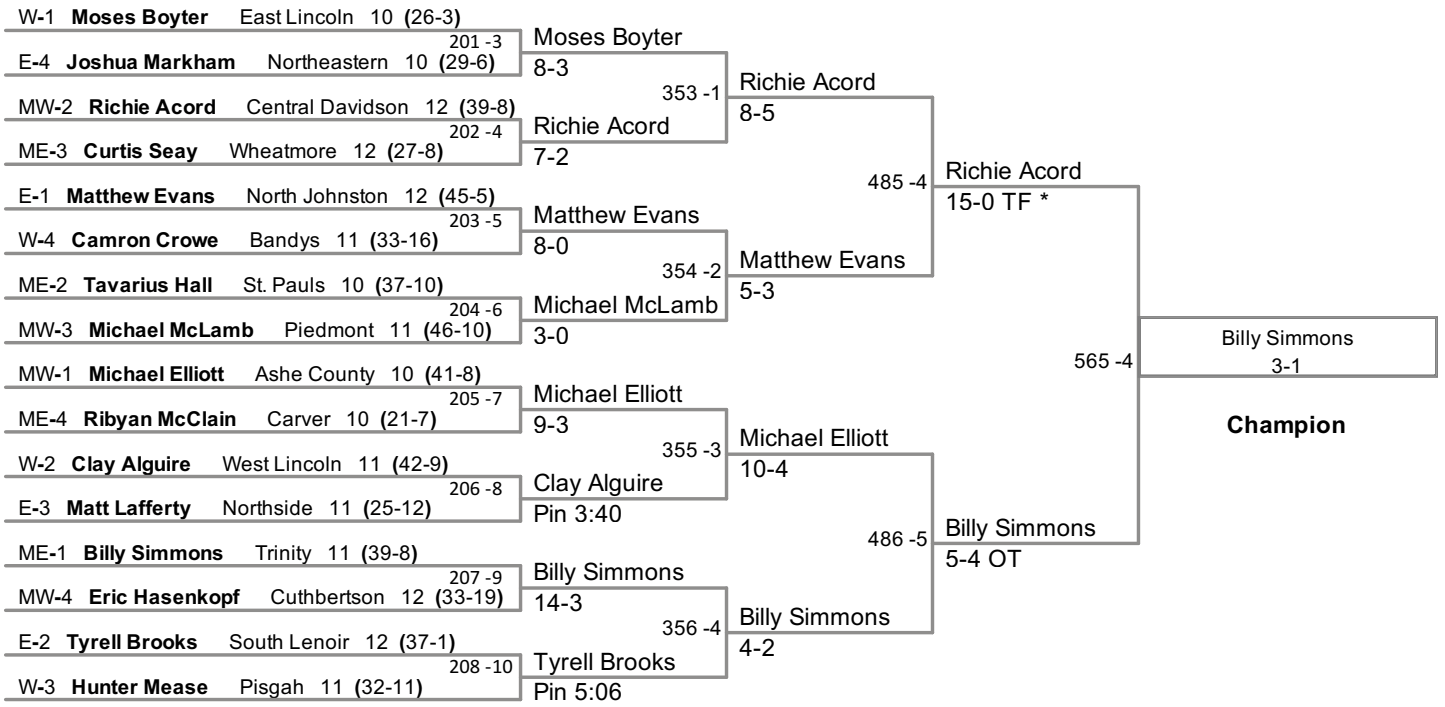 W-1 Moses Boyter East Lincoln 10 (26-3)
201 -3
E-4 Joshua Markham Northeastern 10 (29-6)
MW-2 Richie Acord Central Davidson 12 (39-8)
202 -4
ME-3 Curtis Seay Wheatmore 12 (27-8)
E-1 Matthew Evans North Johnston 12 (45-5)
203 -5
W-4 Camron Crowe Bandys 11 (33-16)
ME-2 Tavarius Hall St. Pauls 10 (37-10)
204 -6
MW-3 Michael McLamb Piedmont 11 (46-10)
MW-1 Michael Elliott Ashe County 10 (41-8)
205 -7
ME-4 Ribyan McClain Carver 10 (21-7)
W-2 Clay Alguire West Lincoln 11 (42-9)
206 -8
E-3 Matt Lafferty Northside 11 (25-12)
ME-1 Billy Simmons Trinity 11 (39-8)
207 -9
MW-4 Eric Hasenkopf Cuthbertson 12 (33-19)
E-2 Tyrell Brooks South Lenoir 12 (37-1)
208 -10
W-3 Hunter Mease Pisgah 11 (32-11)
Moses Boyter
8-3
353 -1
Richie Acord
7-2
Matthew Evans
8-0
354 -2
Michael McLamb
3-0
Michael Elliott
9-3
355 -3
Clay Alguire
Pin 3:40
Billy Simmons
14-3
356 -4
Tyrell Brooks
Pin 5:06
Richie Acord
8-5
485 -4
Matthew Evans
5-3
Michael Elliott
10-4
486 -5
Billy Simmons
4-2
Richie Acord
15-0 TF *
565 -4
Billy Simmons
5-4 OT
Billy Simmons
3-1
Champion